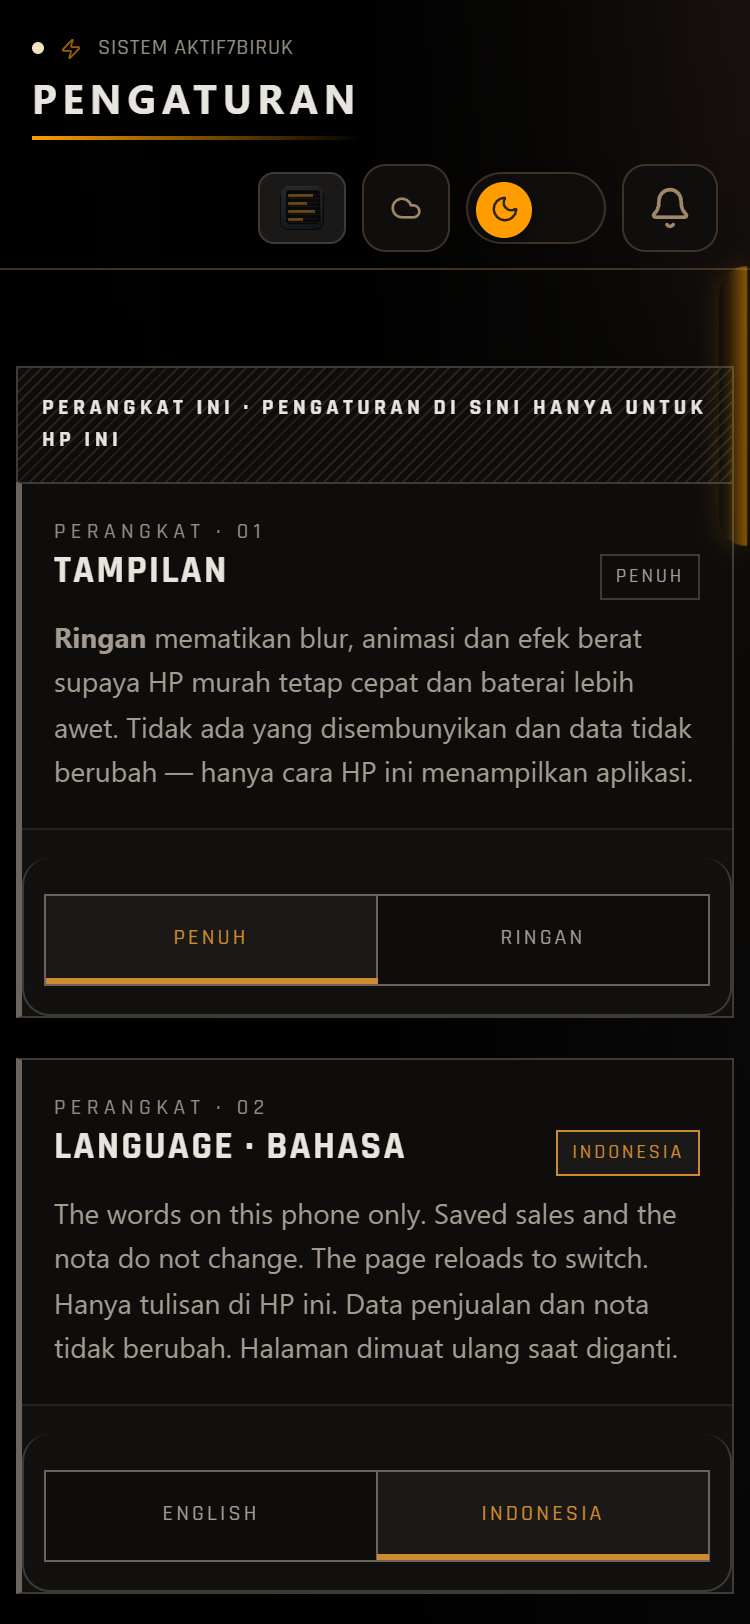 SISTEM AKTIF7BIRUK
PENGATURAN
PERANGKAT INI · PENGATURAN DI SINI HANYA UNTUK
HP INI
PERANGKAT · 01
TAMPILAN
PENUH
Ringan mematikan blur, animasi dan efek berat
supaya HP murah tetap cepat dan baterai lebih
awet. Tidak ada yang disembunyikan dan data tidak
berubah — hanya cara HP ini menampilkan aplikasi.
PENUH
RINGAN
PERANGKAT · 02
LANGUAGE · BAHASA
INDONESIA
The words on this phone only. Saved sales and the
nota do not change. The page reloads to switch.
Hanya tulisan di HP ini. Data penjualan dan nota
tidak berubah. Halaman dimuat ulang saat diganti.
ENGLISH
INDONESIA